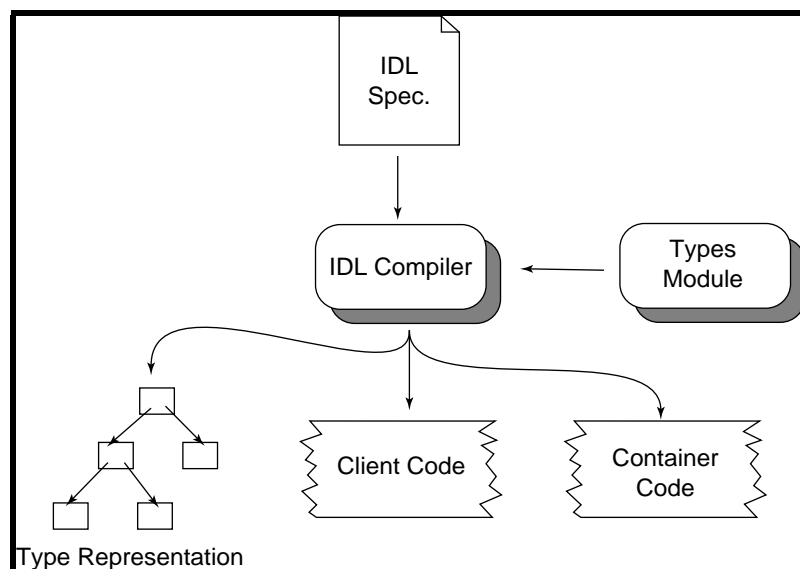 IDL
Spec.
IDL Compiler
Types
Module
Client Code
Container
Code
Type Representation